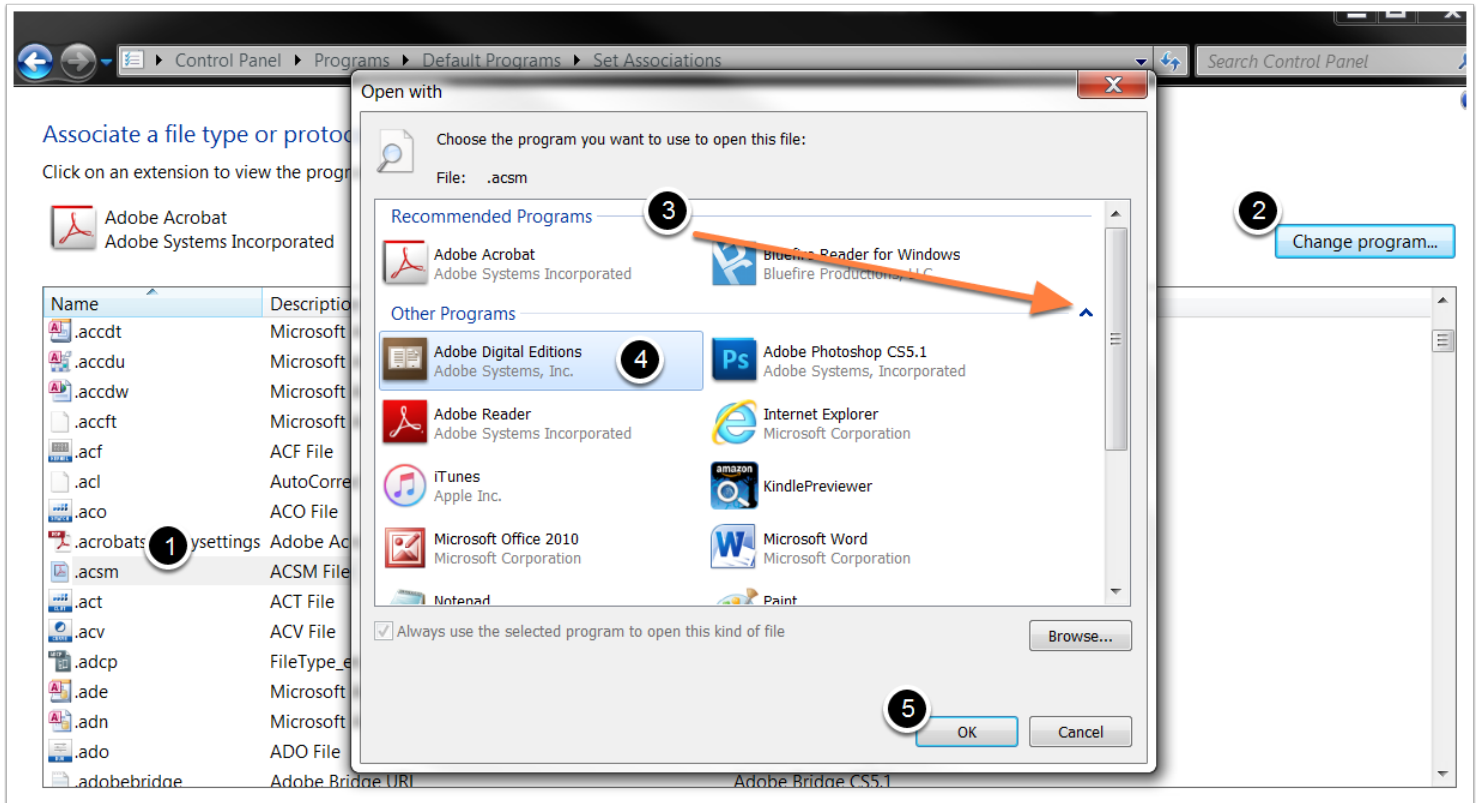 Control Panel Programs Default Programs Set Associations
Search Control Panel
Open with
Associate a file type or protoc
Click on an extension to view the progr
Adobe Acrobat
Adobe Systems Incorporated
Choose the program you want to use to open this file:
File: .acsm
2
Change program...
Recommended Programs
3
Adobe Acrobat
Adobe Systems Incorporated
Bluefire Reader for Windows
Bluefire Productions, LLC
Other Programs
Adobe Digital Editions
Adobe Systems, Inc.
4
Ps
Adobe Photoshop CS5.1
Adobe Systems, Incorporated
Adobe Reader
Adobe Systems Incorporated
Internet Explorer
Microsoft Corporation
iTunes
Apple Inc.
amazon
KindlePreviewer
Microsoft Office 2010
Microsoft Corporation
W
Microsoft Word
Microsoft Corporation
Notepad
Paint
Always use the selected program to open this kind of file
Browse...
5
OK
Cancel
Name Descriptio
.accdt Microsoft
.accdu Microsoft
.accdw Microsoft
.accft Microsoft
.acf ACF File
.acl AutoCorre
.aco ACO File
.acrobats 1 ysettings Adobe Ac
.acsm ACSM File
.act ACT File
.acv ACV File
.adcp FileType_e
.ade Microsoft
.adn Microsoft
.ado ADO File
.adobebridge Adobe Bridge URI Adobe Bridge CS5.1